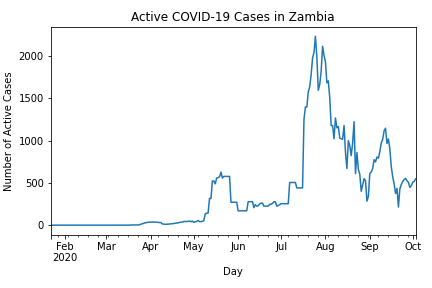 Active COVID-19 Cases in Zambia
Number of Active Cases
2000
1500
1000
500
0
Feb Mar Apr May Jun Jul Aug Sep Oct
2020
Day